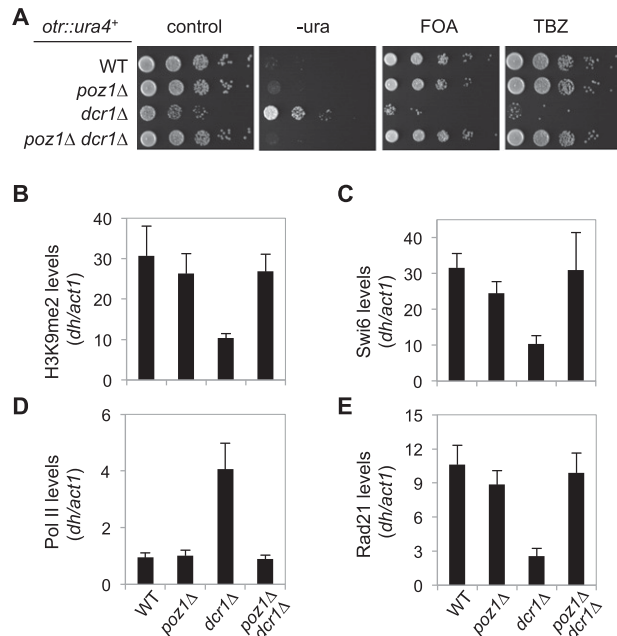 A
otr::ura4⁺ control -ura FOA TBZ
WT
poz1Δ
dcr1Δ
poz1Δ dcr1Δ
B
H3K9me2 levels
(dh/act1)
40
30
20
10
0
C
Swi6 levels
(dh/act1)
40
30
20
10
0
D
Pol II levels
(dh/act1)
6
4
2
0
WT
poz1Δ
dcr1Δ
poz1Δ
dcr1Δ
E
Rad21 levels
(dh/act1)
15
12
9
6
3
0
WT
poz1Δ
dcr1Δ
poz1Δ
dcr1Δ